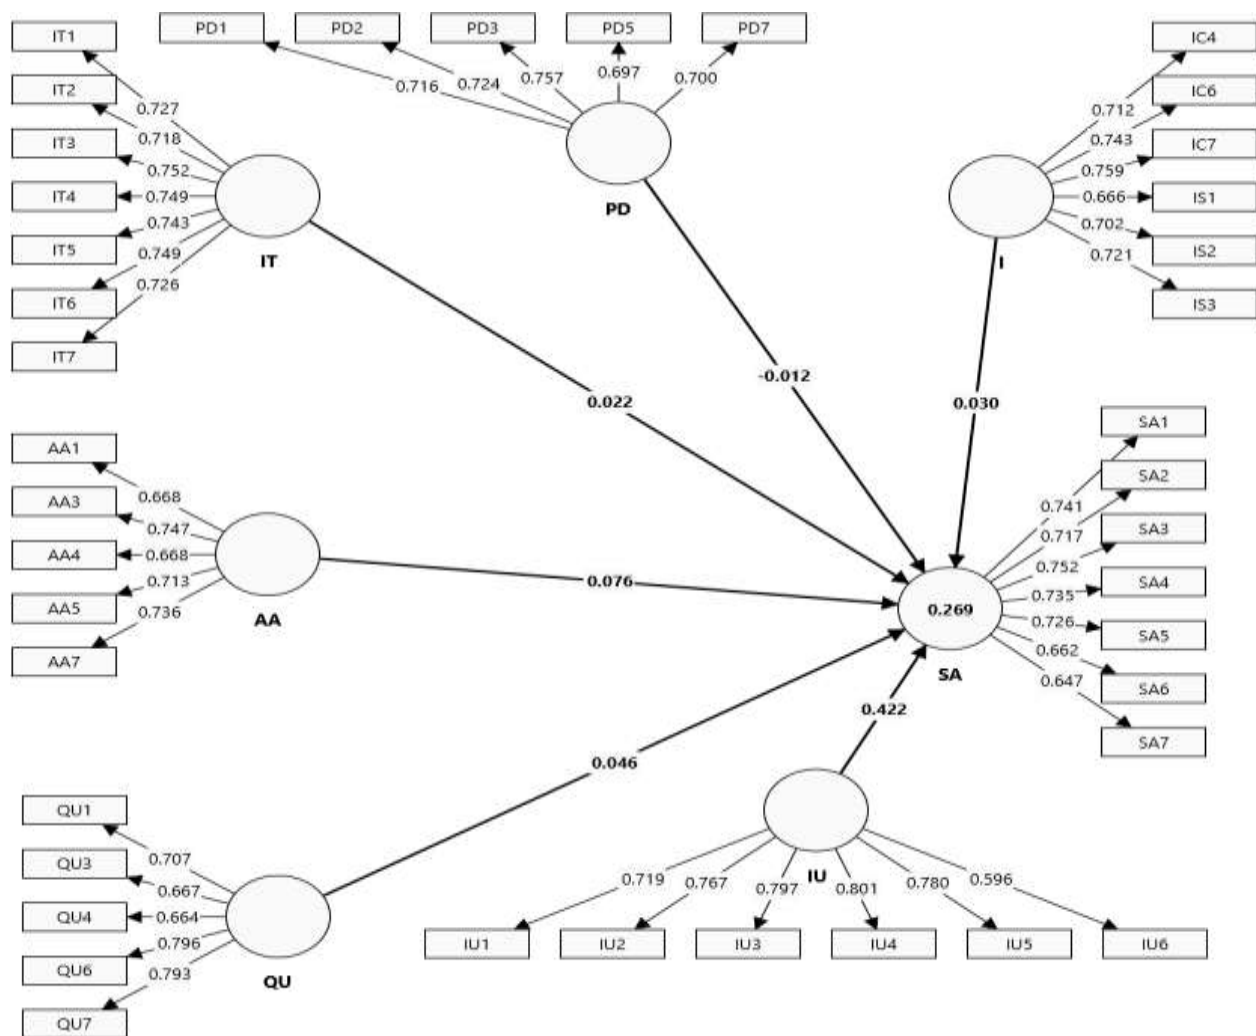 IT1
IT2
IT3
IT4
IT5
IT6
IT7
0.727
0.718
0.752
0.749
0.743
0.749
0.726
IT
PD1
PD2
PD3
PD5
PD7
0.716
0.724
0.757
0.697
0.700
PD
IC4
IC6
IC7
IS1
IS2
IS3
0.712
0.743
0.759
0.666
0.702
0.721
I
0.022
-0.012
0.030
AA1
AA3
AA4
AA5
AA7
0.668
0.747
0.668
0.713
0.736
AA
0.076
0.269
SA
SA1
SA2
SA3
SA4
SA5
SA6
SA7
0.741
0.717
0.752
0.735
0.726
0.662
0.647
0.422
0.046
QU1
QU3
QU4
QU6
QU7
0.707
0.667
0.664
0.796
0.793
QU
IU
0.719
0.767
0.797
0.801
0.780
0.596
IU1
IU2
IU3
IU4
IU5
IU6